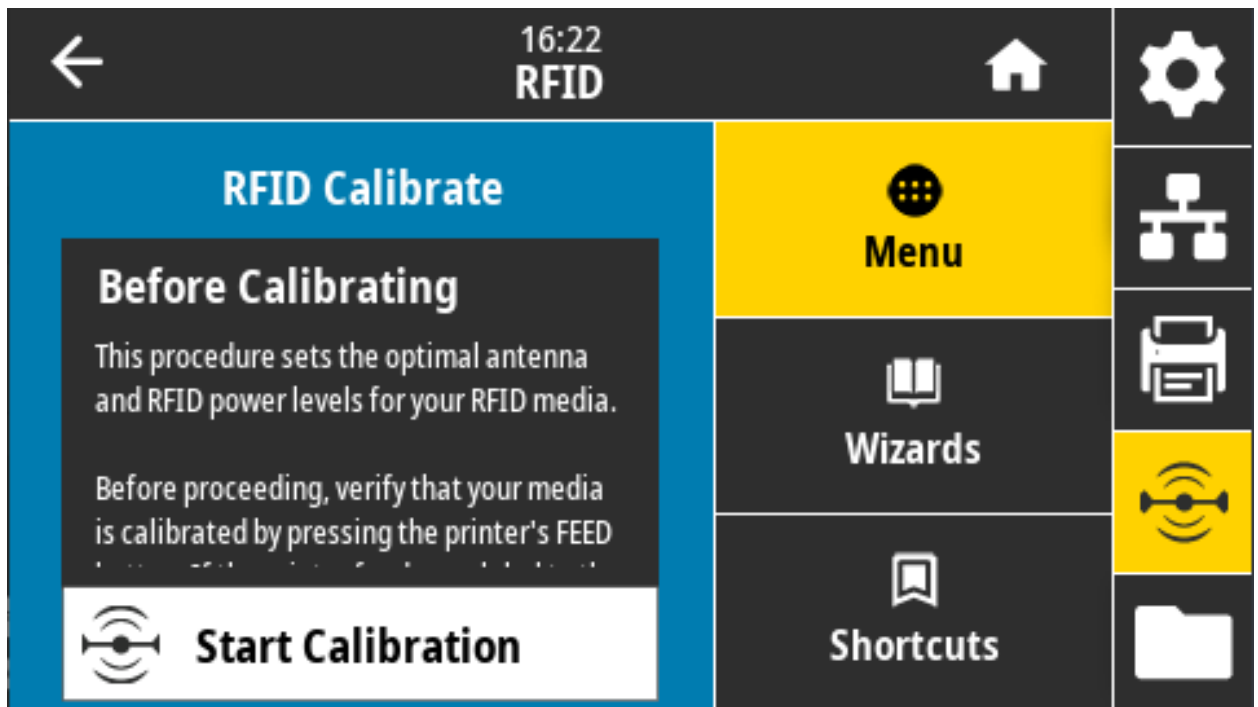 16:22
RFID
RFID Calibrate
Before Calibrating
This procedure sets the optimal antenna
and RFID power levels for your RFID media.
Before proceeding, verify that your media
is calibrated by pressing the printer's FEED
Start Calibration
Menu
Wizards
Shortcuts